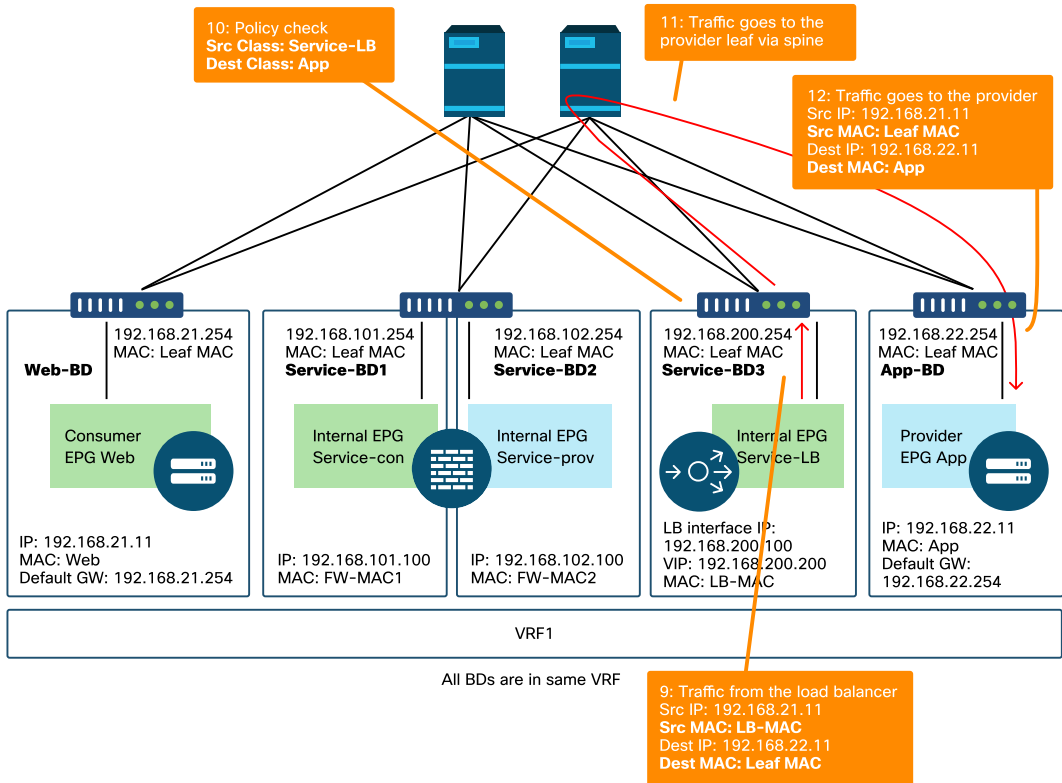 10: Policy check
Src Class: Service-LB
Dest Class: App
11: Traffic goes to the
provider leaf via spine
12: Traffic goes to the provider
Src IP: 192.168.21.11
Src MAC: Leaf MAC
Dest IP: 192.168.22.11
Dest MAC: App
192.168.21.254
MAC: Leaf MAC
Web-BD
Consumer
EPG Web
IP: 192.168.21.11
MAC: Web
Default GW: 192.168.21.254
192.168.101.254
MAC: Leaf MAC
Service-BD1
Internal EPG
Service-con
IP: 192.168.101.100
MAC: FW-MAC1
192.168.102.254
MAC: Leaf MAC
Service-BD2
Internal EPG
Service-prov
IP: 192.168.102.100
MAC: FW-MAC2
192.168.200.254
MAC: Leaf MAC
Service-BD3
Internal EPG
Service-LB
LB interface IP:
192.168.200.100
VIP: 192.168.200.200
MAC: LB-MAC
192.168.22.254
MAC: Leaf MAC
App-BD
Provider
EPG App
IP: 192.168.22.11
MAC: App
Default GW:
192.168.22.254
VRF1
All BDs are in same VRF
9: Traffic from the load balancer
Src IP: 192.168.21.11
Src MAC: LB-MAC
Dest IP: 192.168.22.11
Dest MAC: Leaf MAC